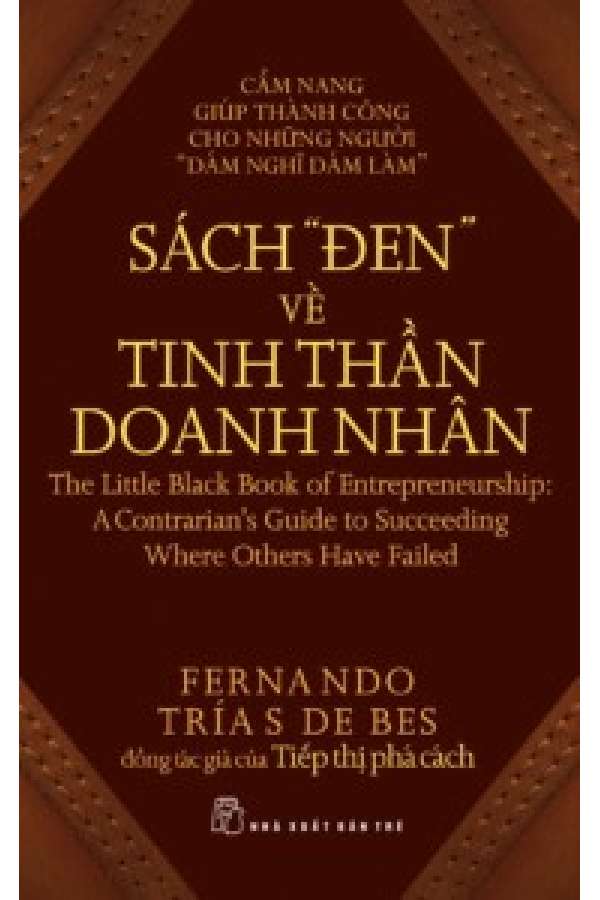 CẨM NANG
GIÚP THÀNH CÔNG
CHO NHỮNG NGƯỜI
“DÁM NGHĨ DÁM LÀM”
SÁCH “ĐEN”
VỀ
TINH THẦN
DOANH NHÂN
The Little Black Book of Entrepreneurship:
A Contrarian's Guide to Succeeding
Where Others Have Failed
FERNANDO
TRÍAS DE BES
đồng tác giả của Tiếp thị phá cách
NHÀ XUẤT BẢN TRẺ